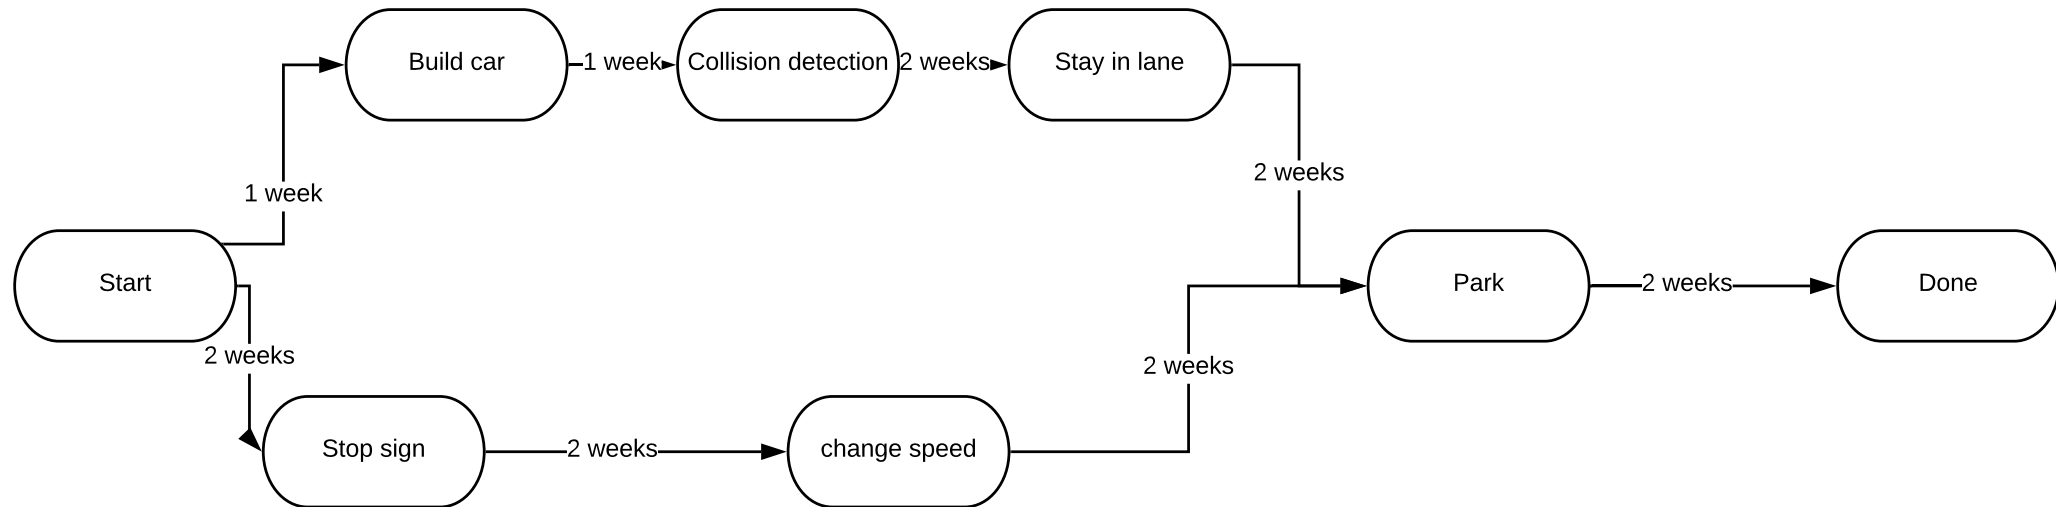 Build car
1 week
Collision detection
2 weeks
Stay in lane
1 week
2 weeks
Start
2 weeks
Park
2 weeks
Done
2 weeks
Stop sign
2 weeks
change speed